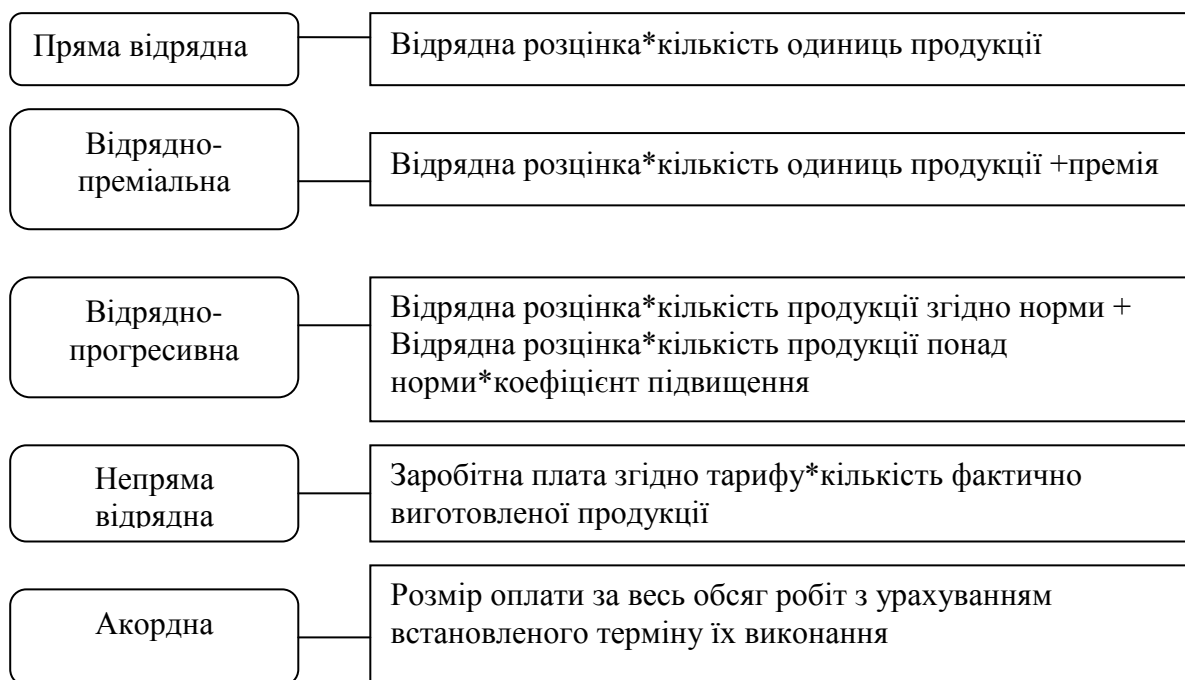 Пряма відрядна
Відрядна розцінка*кількість одиниць продукції
Відрядно-
преміальна
Відрядна розцінка*кількість одиниць продукції +премія
Відрядно-
прогресивна
Відрядна розцінка*кількість продукції згідно норми +
Відрядна розцінка*кількість продукції понад
норми*коефіцієнт підвищення
Непряма
відрядна
Заробітна плата згідно тарифу*кількість фактично
виготовленої продукції
Акордна
Розмір оплати за весь обсяг робіт з урахуванням
встановленого терміну їх виконання